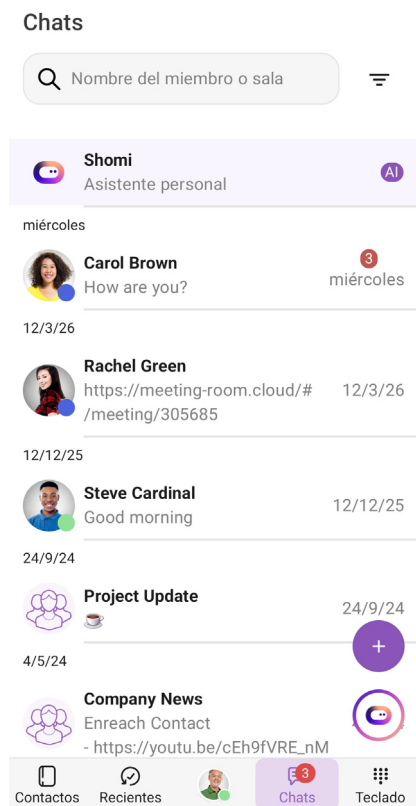 Chats
Nombre del miembro o sala
Shomi
Asistente personal
AI
miércoles
Carol Brown
3
How are you?
miércoles
12/3/26
Rachel Green
https://meeting-room.cloud/#
/meeting/305685
12/3/26
12/12/25
Steve Cardinal
Good morning
12/12/25
24/9/24
Project Update
24/9/24
+
4/5/24
Company News
Enreach Contact
- https://youtu.be/cEh9fVRE_nM
3
Contactos
Recientes
Chats
Teclado